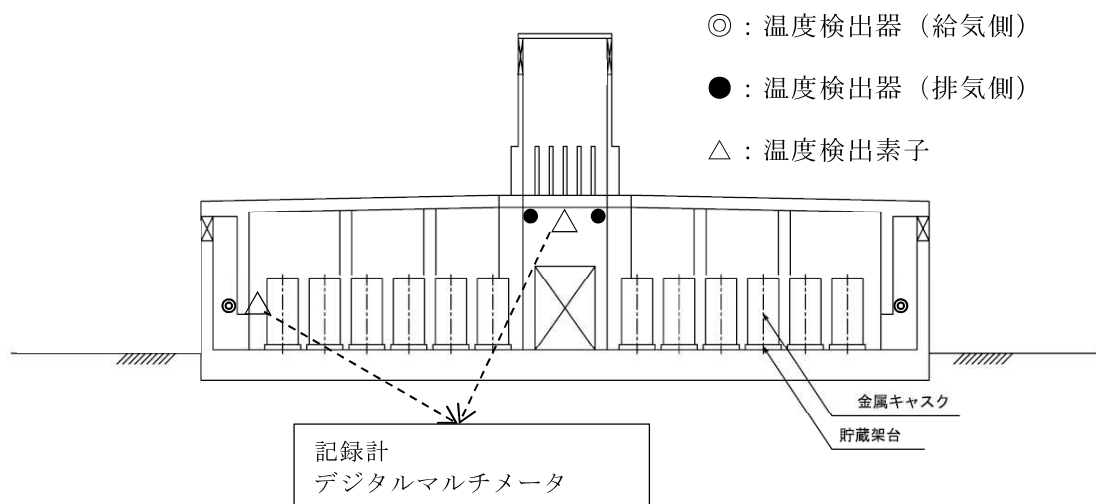 ◎：温度検出器（給気側）
●：温度検出器（排気側）
△：温度検出素子
金属キャスク
貯蔵架台
記録計
デジタルマルチメータ